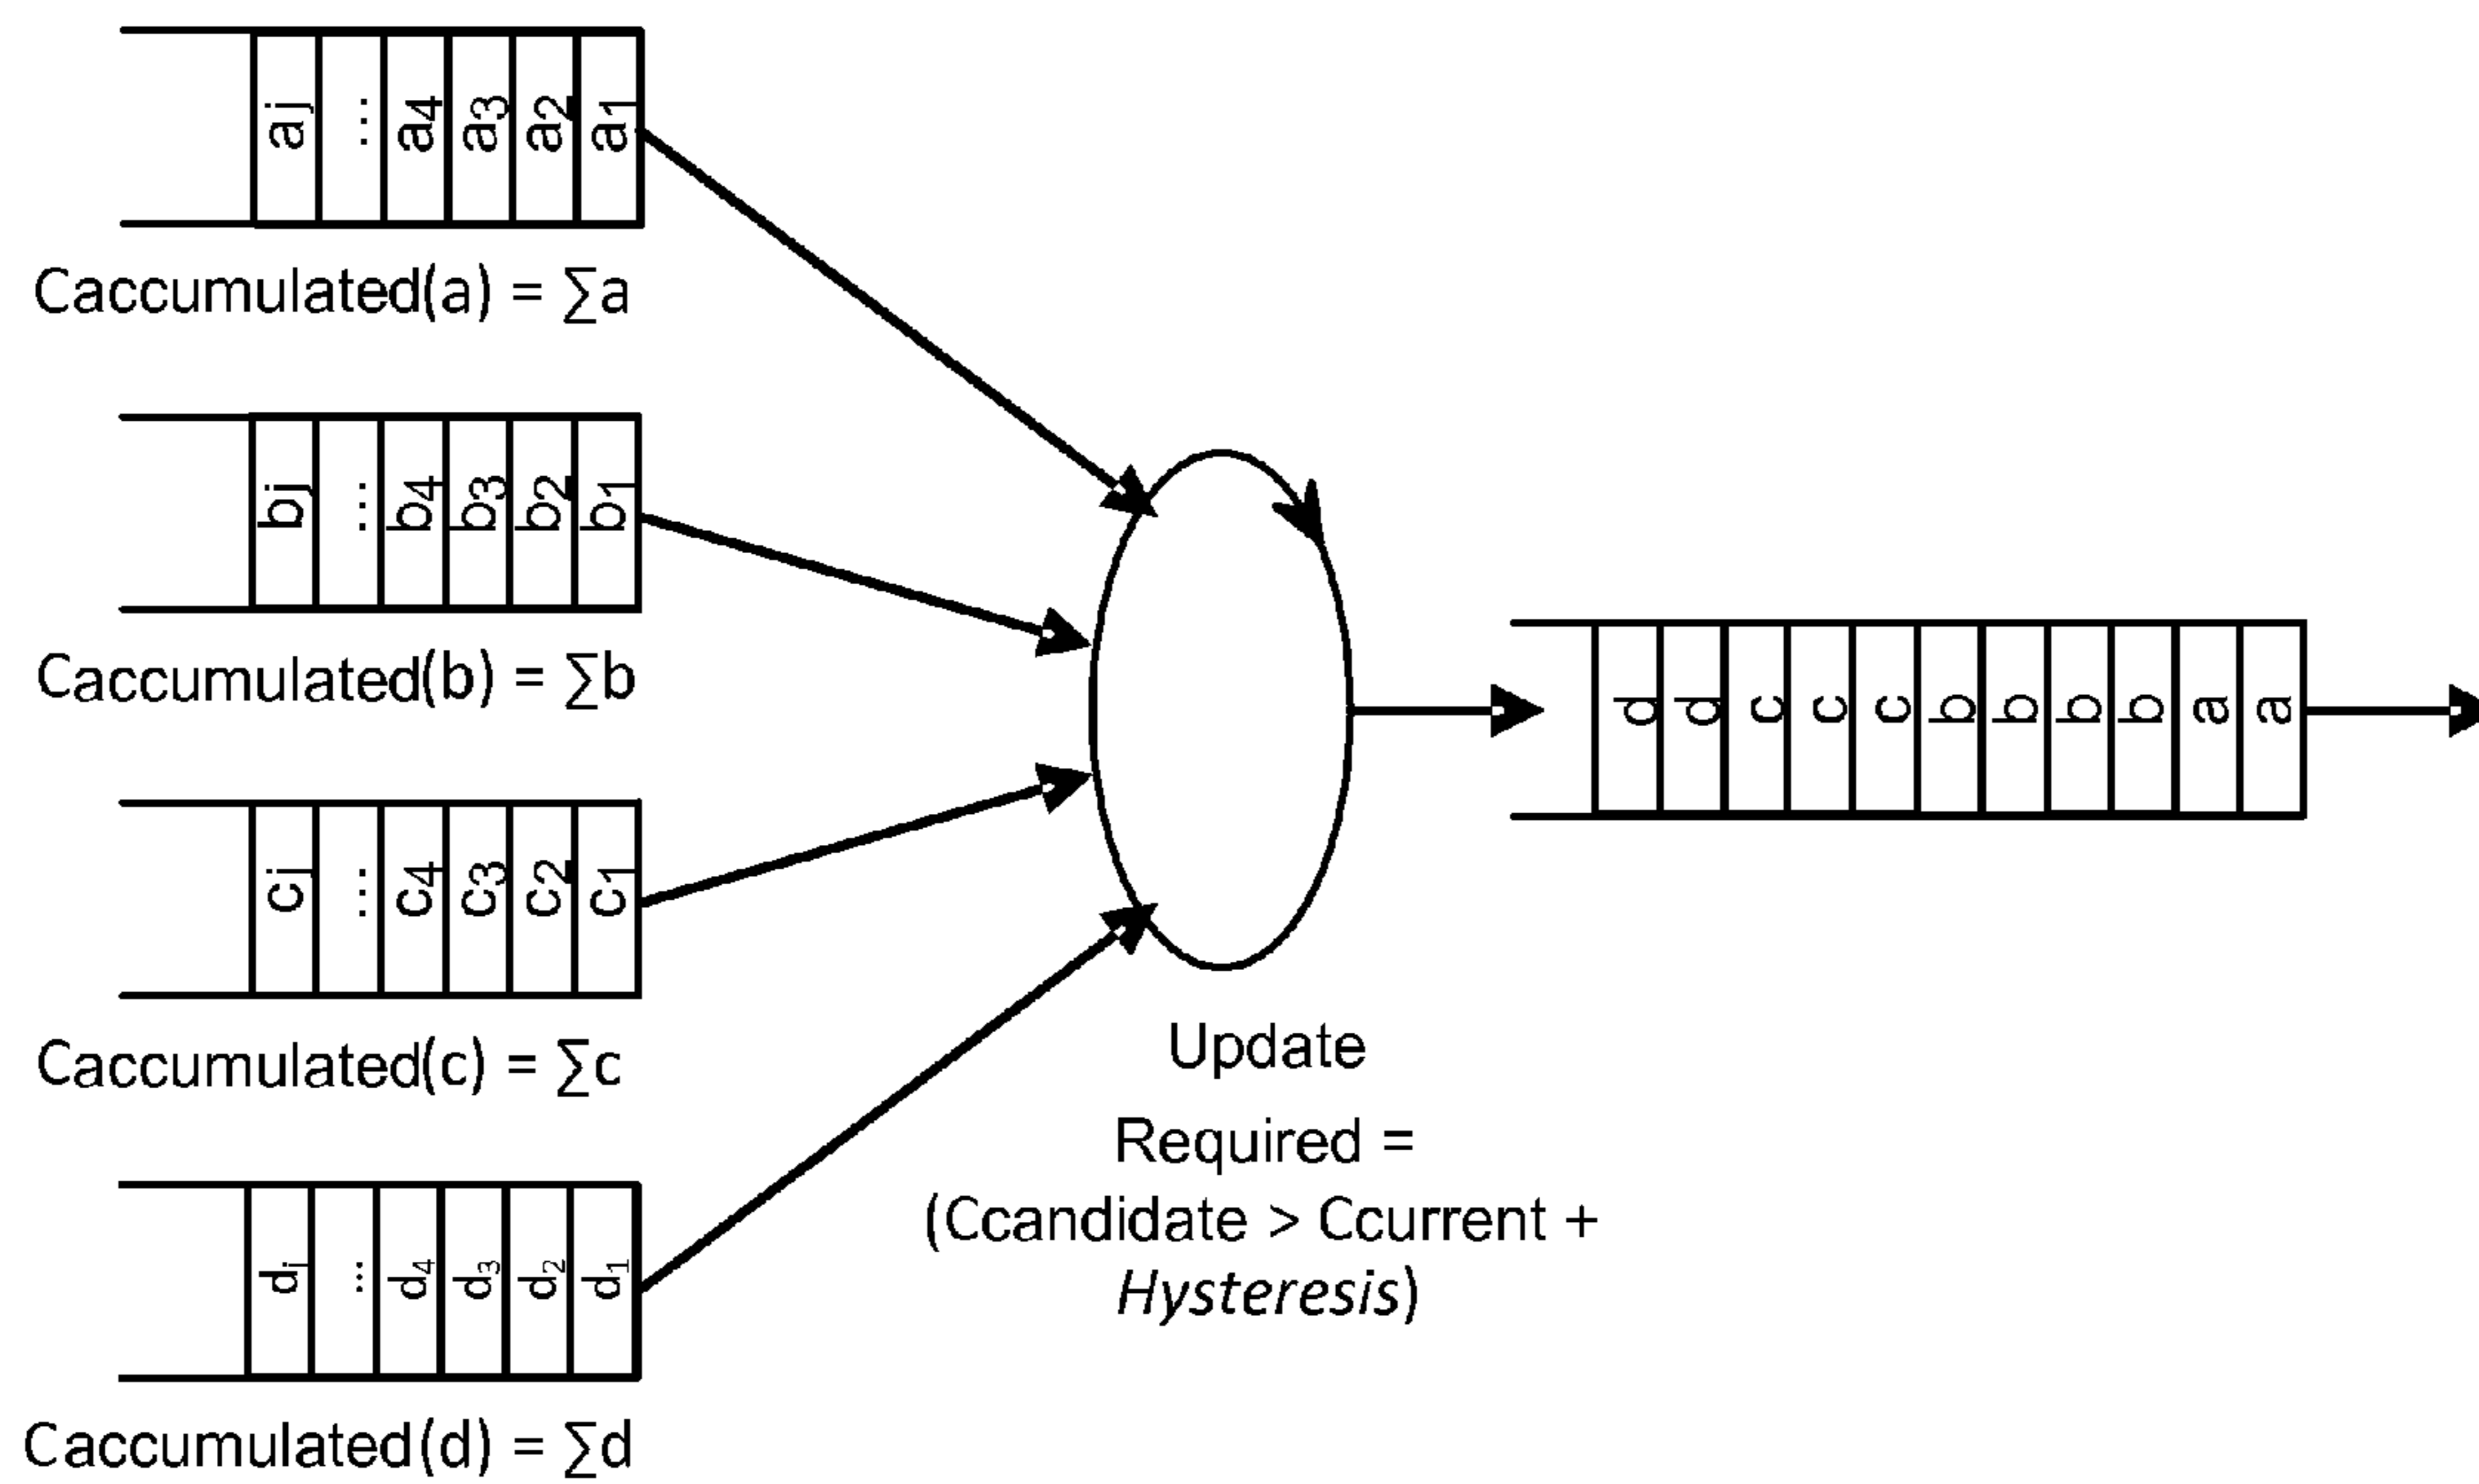 aj ... a4 a3 a2 a1
Caccumulated(a) = ∑a
bj ... b4 b3 b2 b1
Caccumulated(b) = ∑b
cj ... c4 c3 c2 c1
Caccumulated(c) = ∑c
dj ... d4 d3 d2 d1
Caccumulated(d) = ∑d
Update
Required =
(Ccandidate > Ccurrent +
Hysteresis)
d d c c c b b b b a a